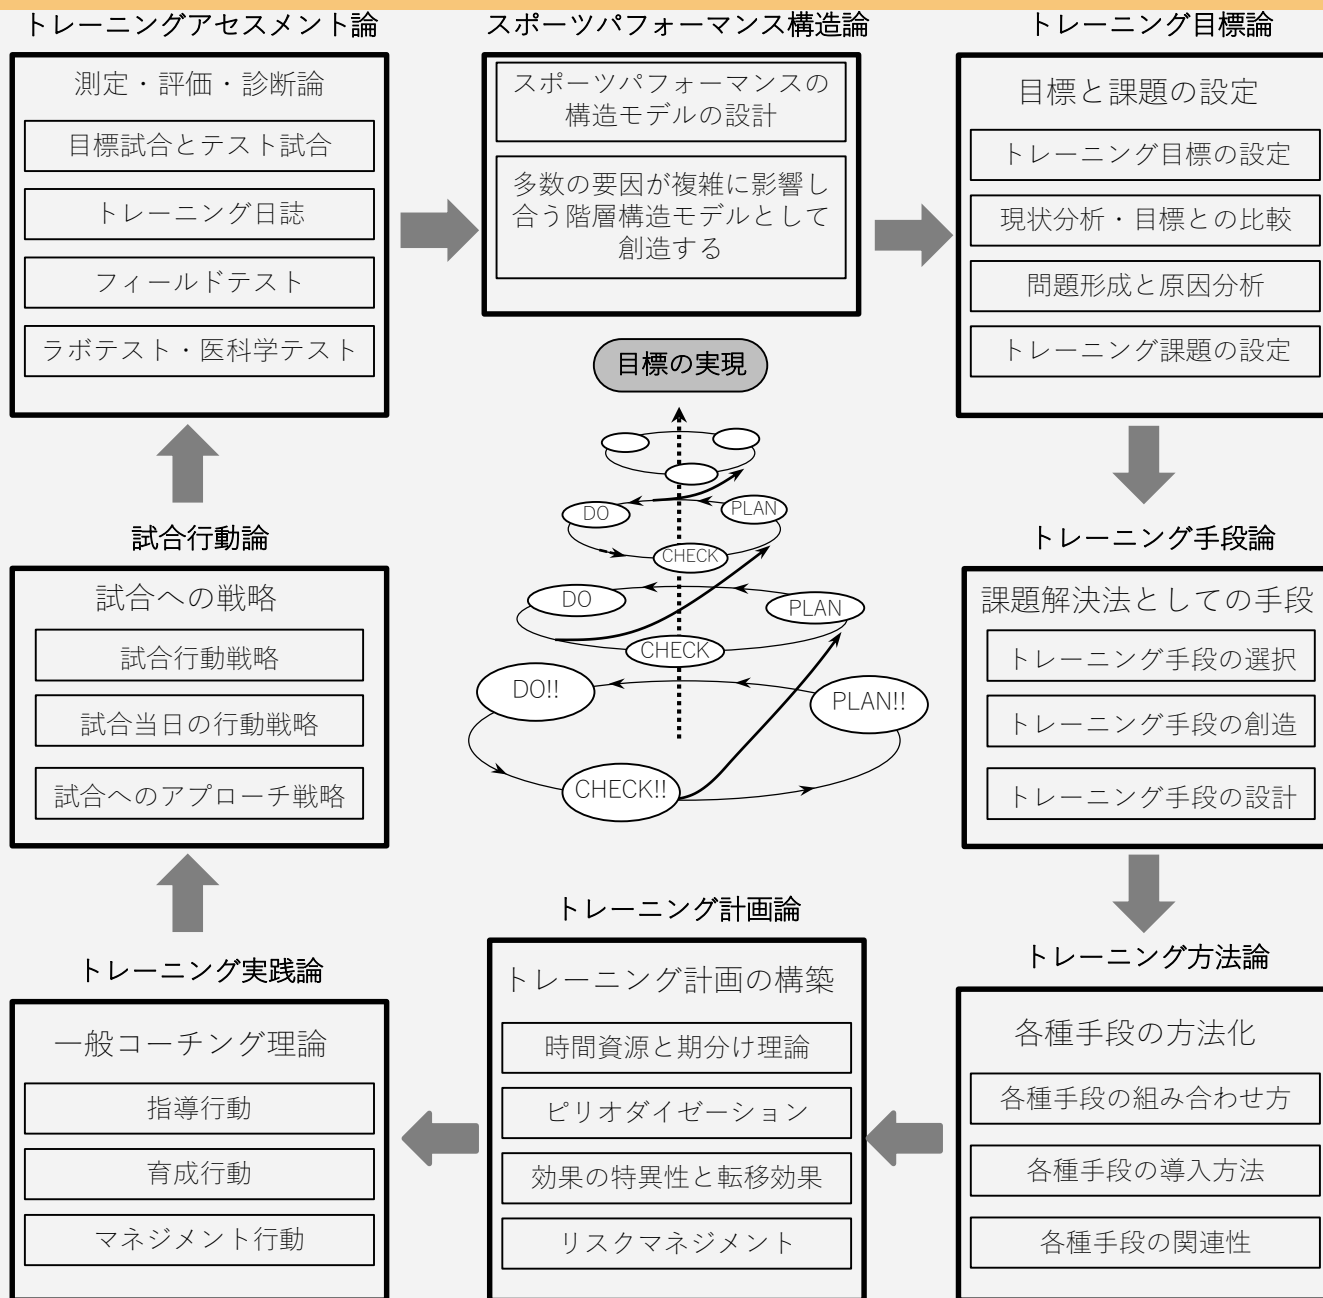 トレーニングアセスメント論
測定・評価・診断論
目標試合とテスト試合
トレーニング日誌
フィールドテスト
ラボテスト・医科学テスト
スポーツパフォーマンス構造論
スポーツパフォーマンスの
構造モデルの設計
多数の要因が複雑に影響し
合う階層構造モデルとして
創造する
トレーニング目標論
目標と課題の設定
トレーニング目標の設定
現状分析・目標との比較
問題形成と原因分析
トレーニング課題の設定
目標の実現
DO
PLAN
CHECK
DO
PLAN
CHECK
DO!!
PLAN!!
CHECK!!
試合行動論
試合への戦略
試合行動戦略
試合当日の行動戦略
試合へのアプローチ戦略
トレーニング手段論
課題解決法としての手段
トレーニング手段の選択
トレーニング手段の創造
トレーニング手段の設計
トレーニング実践論
一般コーチング理論
指導行動
育成行動
マネジメント行動
トレーニング計画論
トレーニング計画の構築
時間資源と期分け理論
ピリオダイゼーション
効果の特異性と転移効果
リスクマネジメント
トレーニング方法論
各種手段の方法化
各種手段の組み合わせ方
各種手段の導入方法
各種手段の関連性